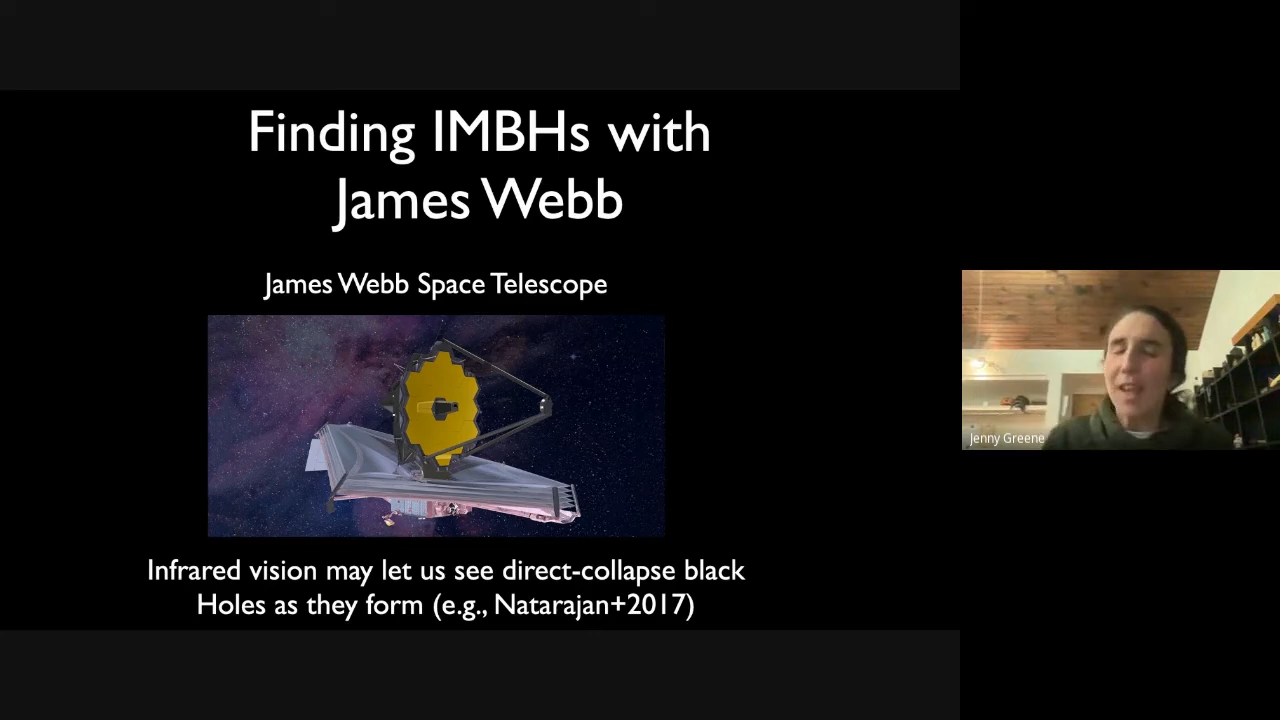 Finding IMBHs with
James Webb
James Webb Space Telescope
Infrared vision may let us see direct-collapse black
Holes as they form (e.g., Natarajan+2017)
Jenny Greene